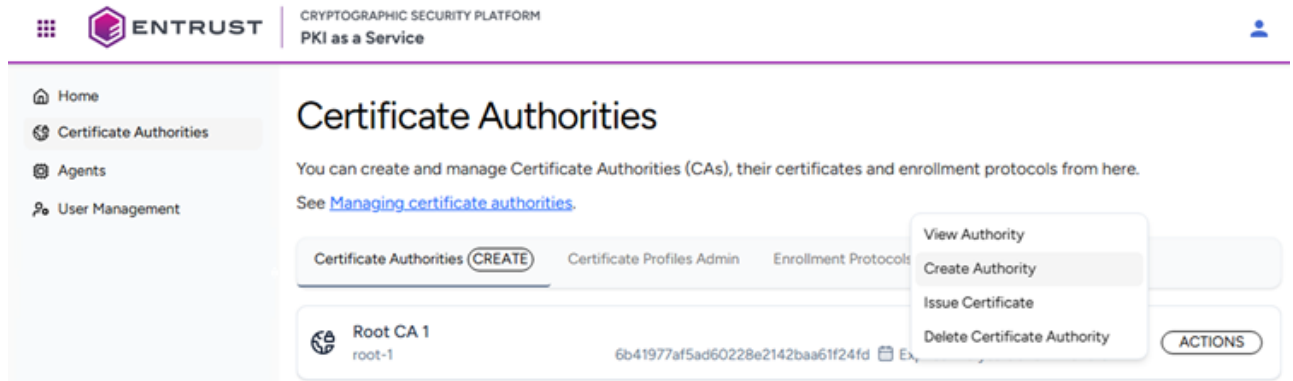 ENTRUST
CRYPTOGRAPHIC SECURITY PLATFORM
PKI as a Service
Home
Certificate Authorities
Agents
User Management
Certificate Authorities
You can create and manage Certificate Authorities (CAs), their certificates and enrollment protocols from here.
See Managing certificate authorities.
Certificate Authorities CREATE
Certificate Profiles Admin
Enrollment Protocols
View Authority
Create Authority
Issue Certificate
Delete Certificate Authority
Root CA 1
root-1
6b41977af5ad60228e2142baa61f24fd
ACTIONS